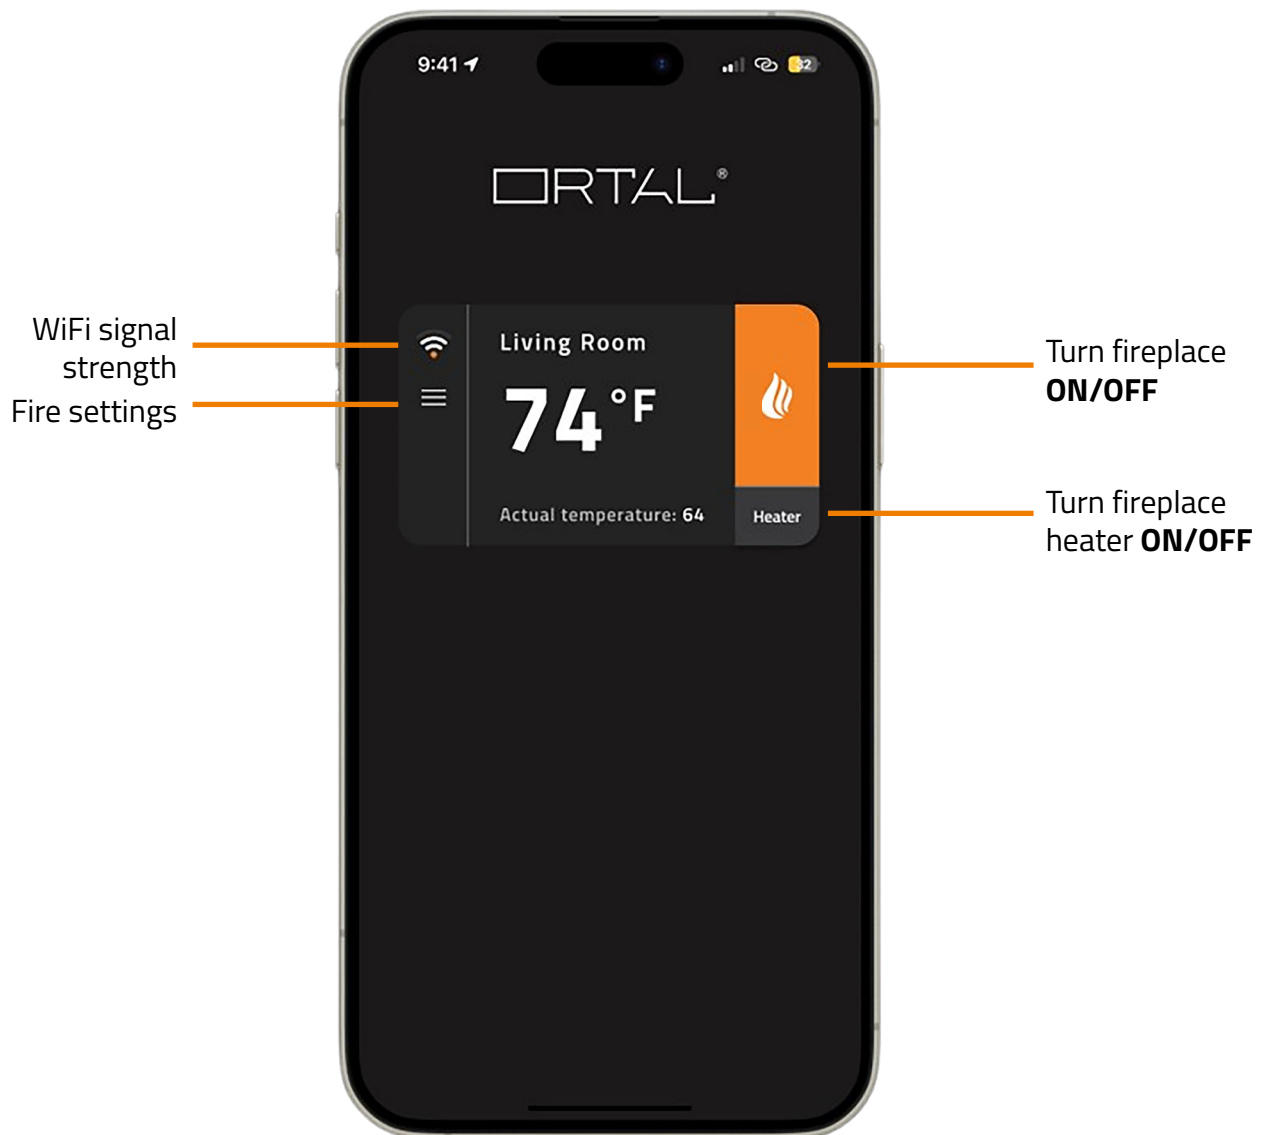 9:41
32
ORTAL®
WiFi signal
strength
Fire settings
Living Room
74°F
Actual temperature: 64
Heater
Turn fireplace
ON/OFF
Turn fireplace
heater ON/OFF